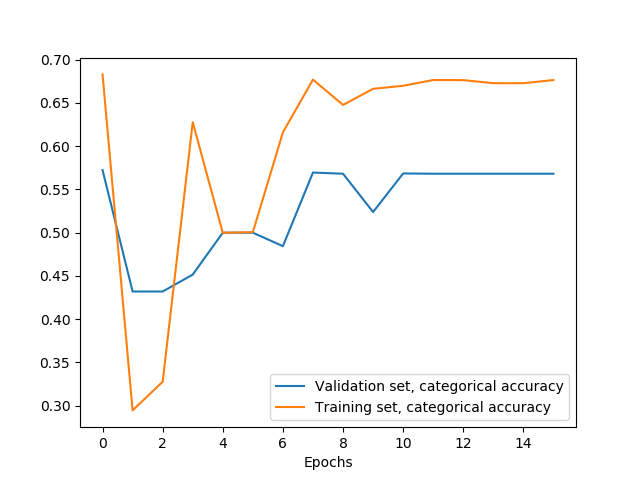 0.70
0.65
0.60
0.55
0.50
0.45
0.40
0.35
0.30
Validation set, categorical accuracy
Training set, categorical accuracy
0 2 4 6 8 10 12 14
Epochs